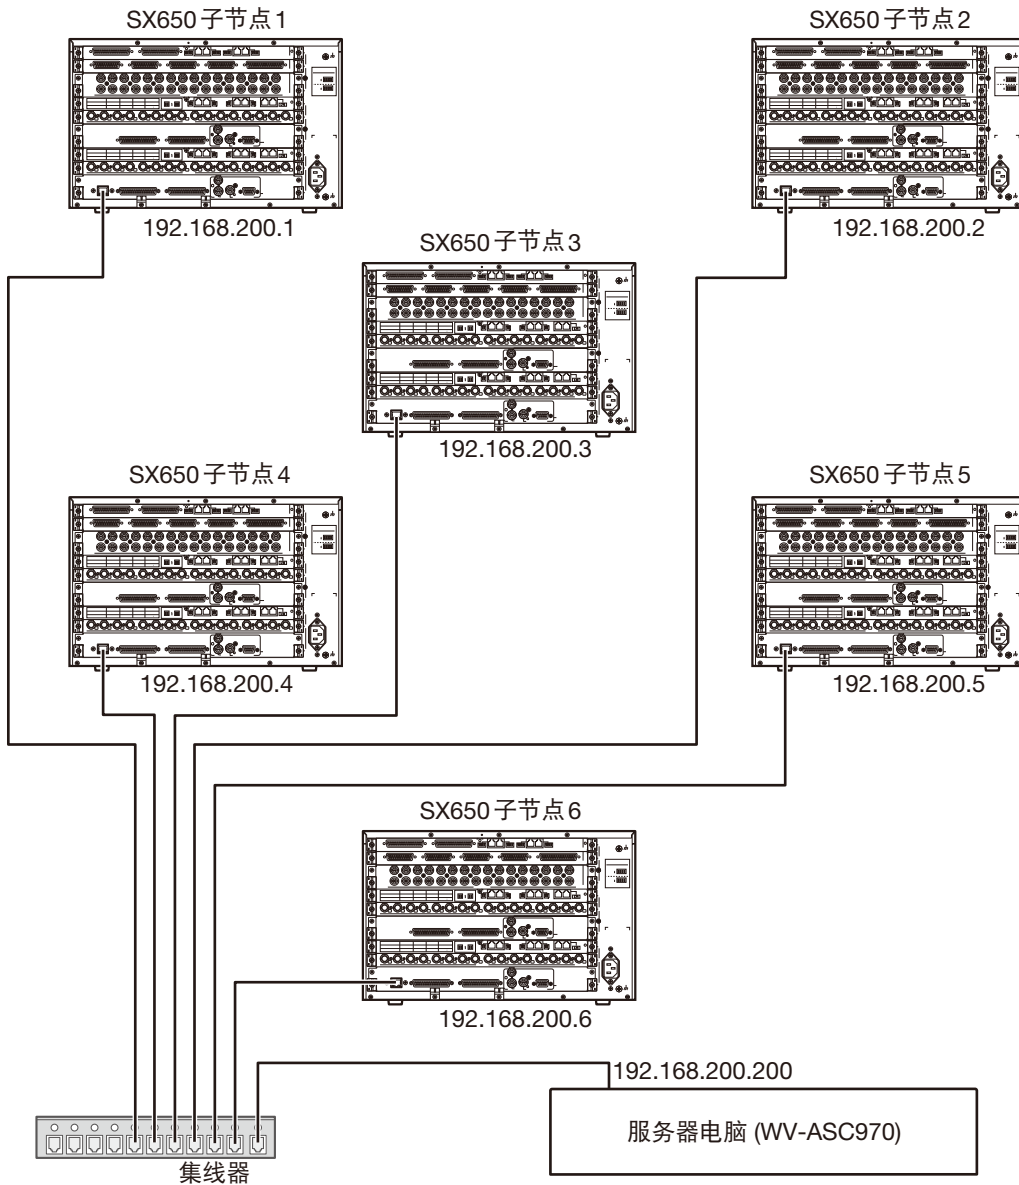 SX650 子节点1
SX650 子节点2
192.168.200.1
192.168.200.2
SX650 子节点3
192.168.200.3
SX650 子节点4
SX650 子节点5
192.168.200.4
192.168.200.5
SX650 子节点6
192.168.200.6
192.168.200.200
服务器电脑 (WV-ASC970)
集线器